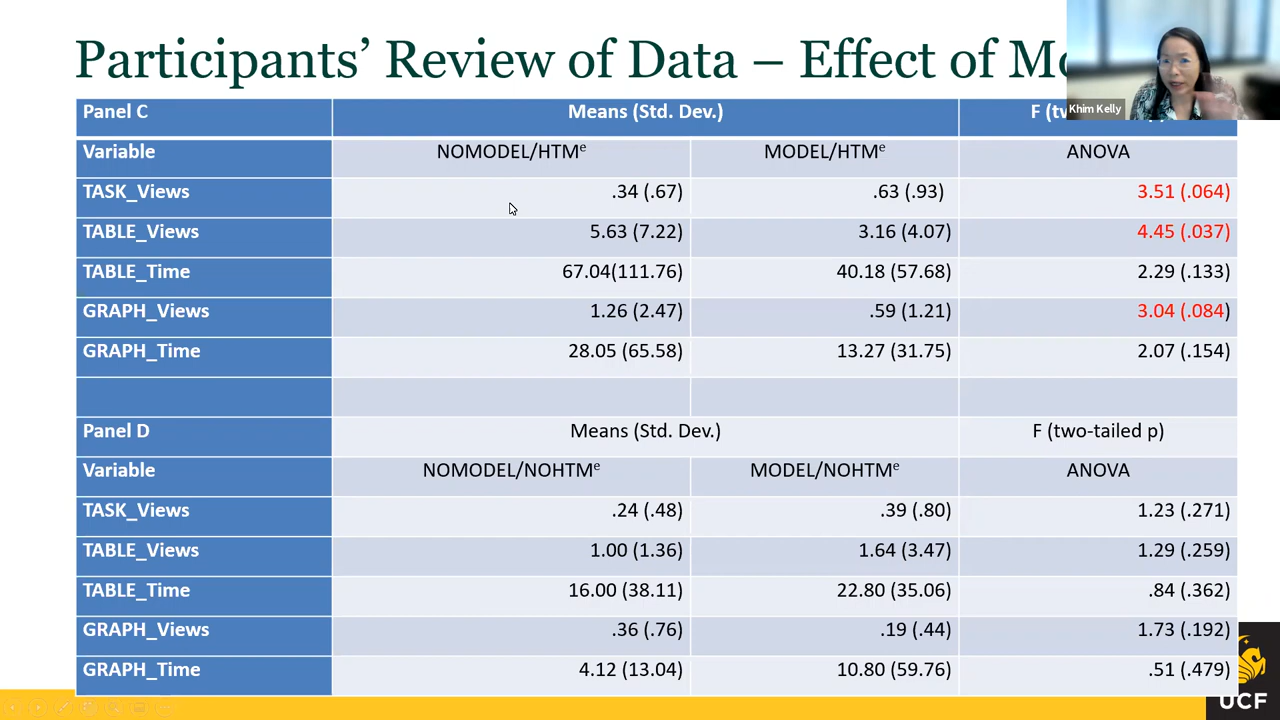 Participants' Review of Data – Effect of Mo
Khim Kelly
Panel C Means (Std. Dev.) F (tw
Variable NOMODEL/HTMᵉ MODEL/HTMᵉ ANOVA
TASK_Views .34 (.67) .63 (.93) 3.51 (.064)
TABLE_Views 5.63 (7.22) 3.16 (4.07) 4.45 (.037)
TABLE_Time 67.04(111.76) 40.18 (57.68) 2.29 (.133)
GRAPH_Views 1.26 (2.47) .59 (1.21) 3.04 (.084)
GRAPH_Time 28.05 (65.58) 13.27 (31.75) 2.07 (.154)
Panel D Means (Std. Dev.) F (two-tailed p)
Variable NOMODEL/NOHTMᵉ MODEL/NOHTMᵉ ANOVA
TASK_Views .24 (.48) .39 (.80) 1.23 (.271)
TABLE_Views 1.00 (1.36) 1.64 (3.47) 1.29 (.259)
TABLE_Time 16.00 (38.11) 22.80 (35.06) .84 (.362)
GRAPH_Views .36 (.76) .19 (.44) 1.73 (.192)
GRAPH_Time 4.12 (13.04) 10.80 (59.76) .51 (.479)
UCF